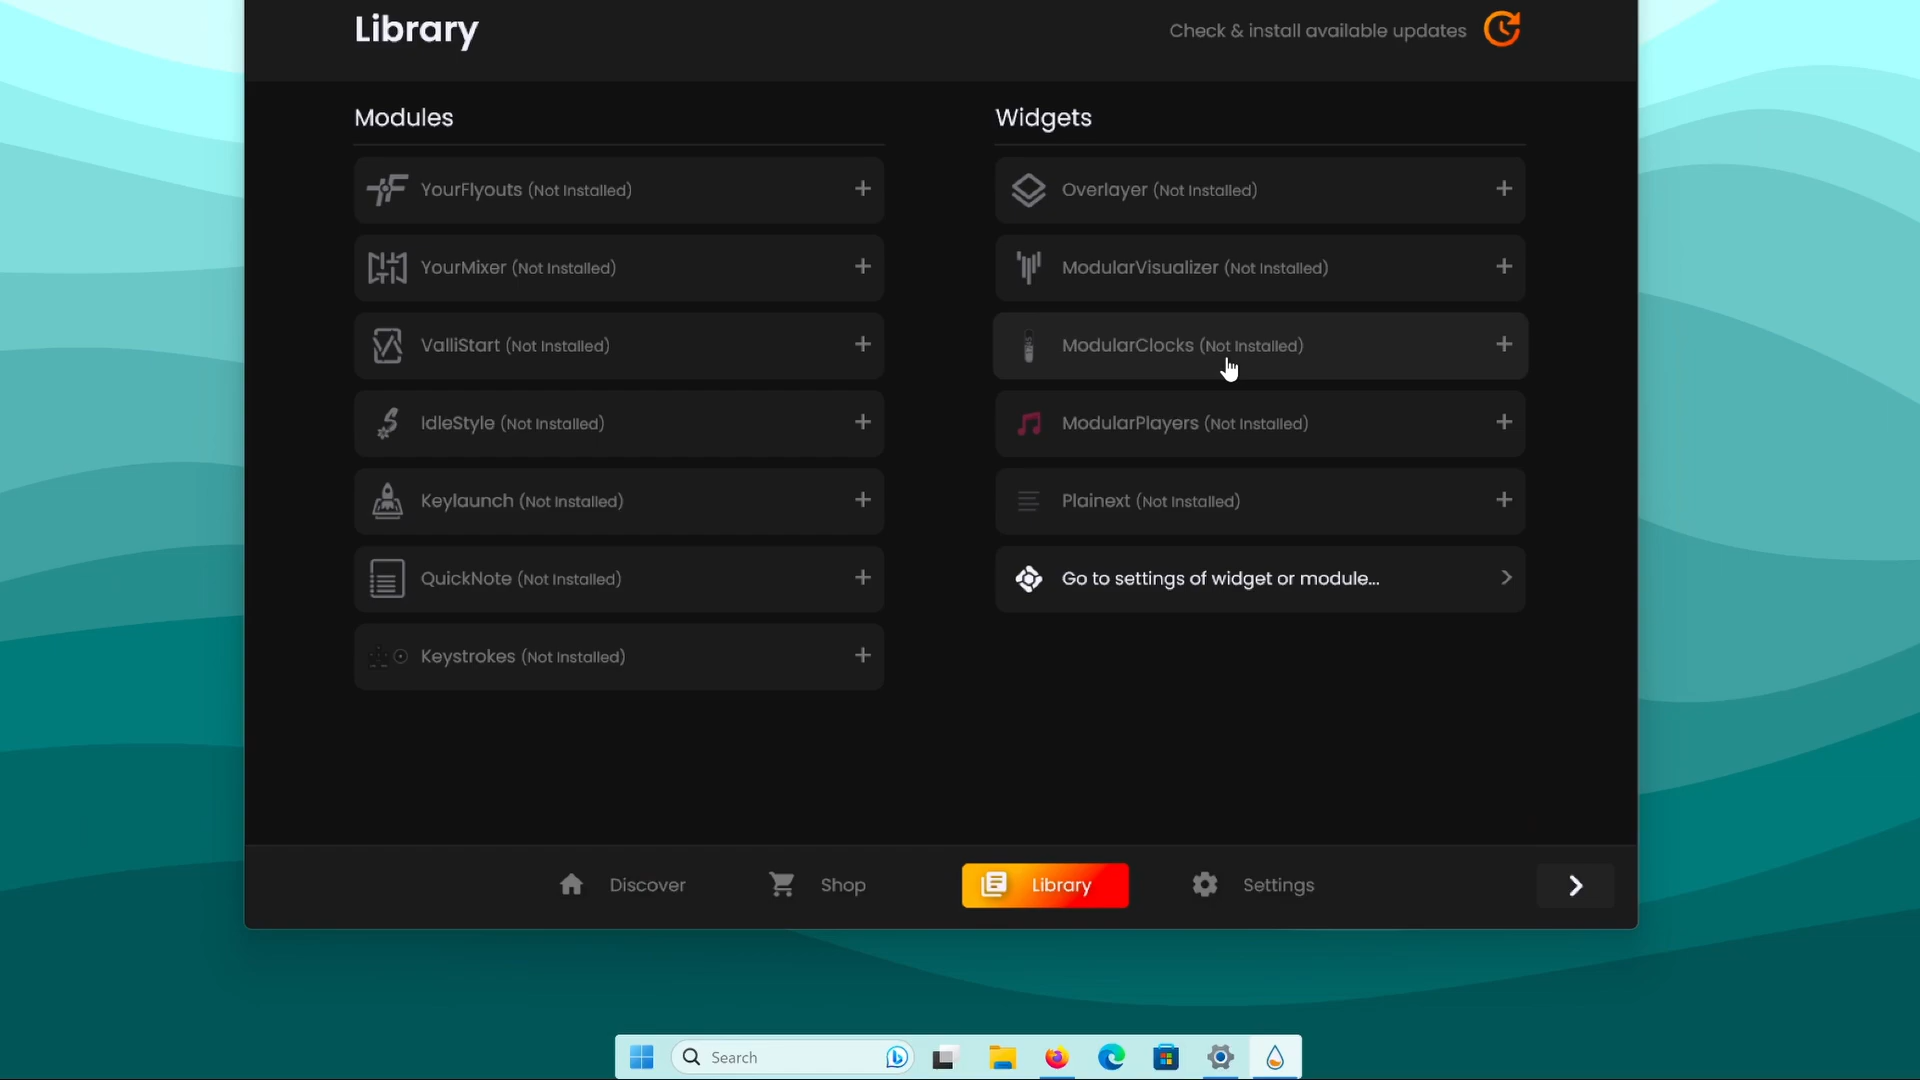 Library
Check & install available updates
Modules
Widgets
YourFlyouts (Not Installed)
YourMixer (Not Installed)
ValliStart (Not Installed)
IdleStyle (Not Installed)
Keylaunch (Not Installed)
QuickNote (Not Installed)
Keystrokes (Not Installed)
Overlayer (Not Installed)
ModularVisualizer (Not Installed)
ModularClocks (Not Installed)
ModularPlayers (Not Installed)
Plainext (Not Installed)
Go to settings of widget or module...
Discover
Shop
Library
Settings
Search